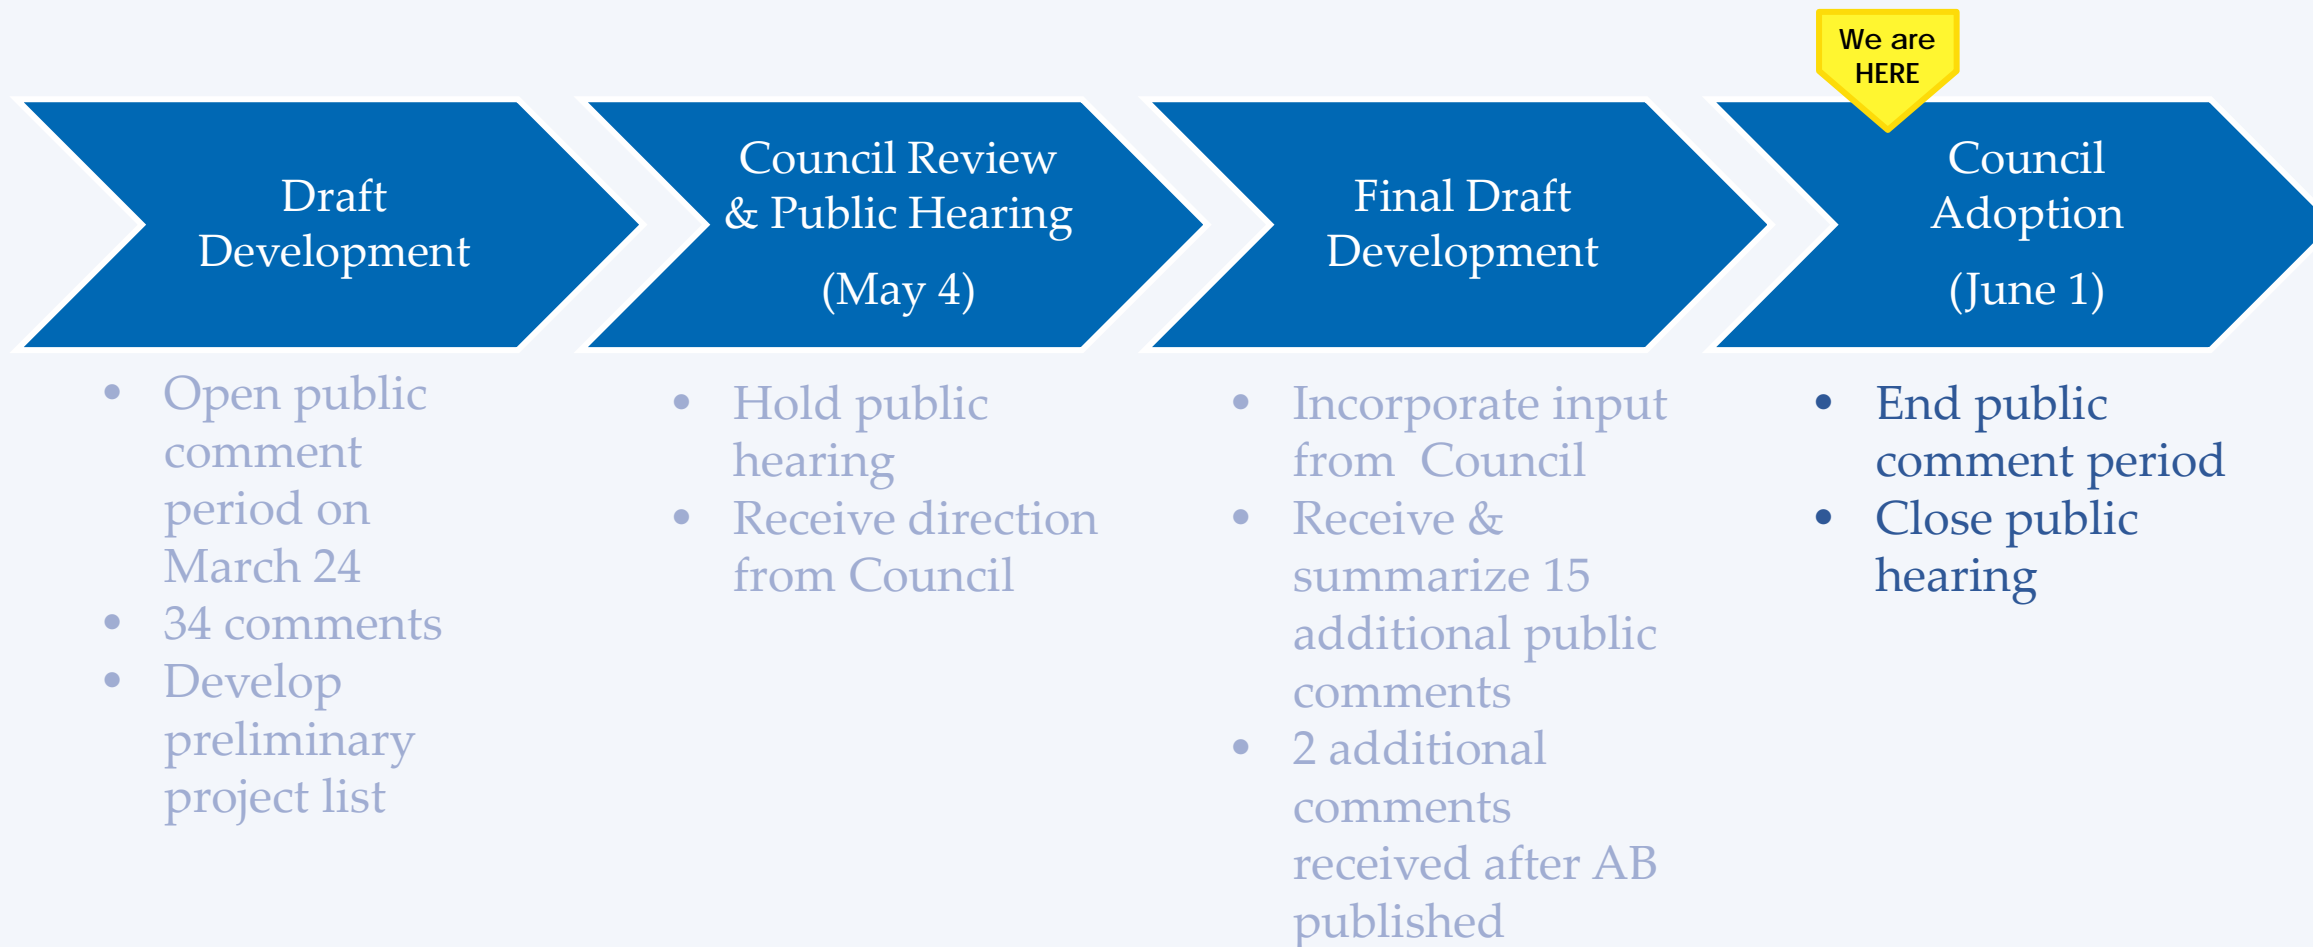 We are
HERE
Draft
Development
Council Review
& Public Hearing
(May 4)
Final Draft
Development
Council
Adoption
(June 1)
• Open public
comment
period on
March 24
• 34 comments
• Develop
preliminary
project list
• Hold public
hearing
• Receive direction
from Council
• Incorporate input
from Council
• Receive &
summarize 15
additional public
comments
• 2 additional
comments
received after AB
published
• End public
comment period
• Close public
hearing